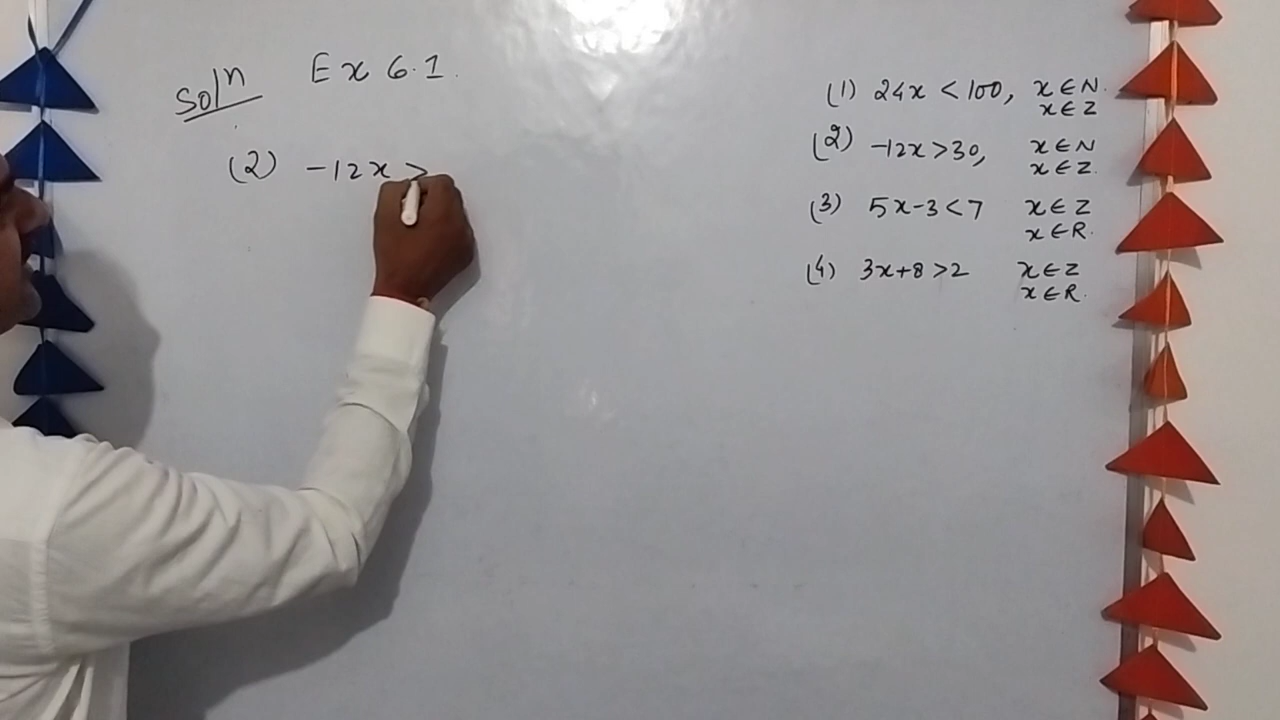 Solⁿ Ex 6.1.
(2) -12x >
(1) 24x < 100, x ∈ N.
x ∈ Z
(2) -12x > 30, x ∈ N
x ∈ Z.
(3) 5x-3 < 7 x ∈ Z
x ∈ R.
(4) 3x+8 > 2 x ∈ Z
x ∈ R.